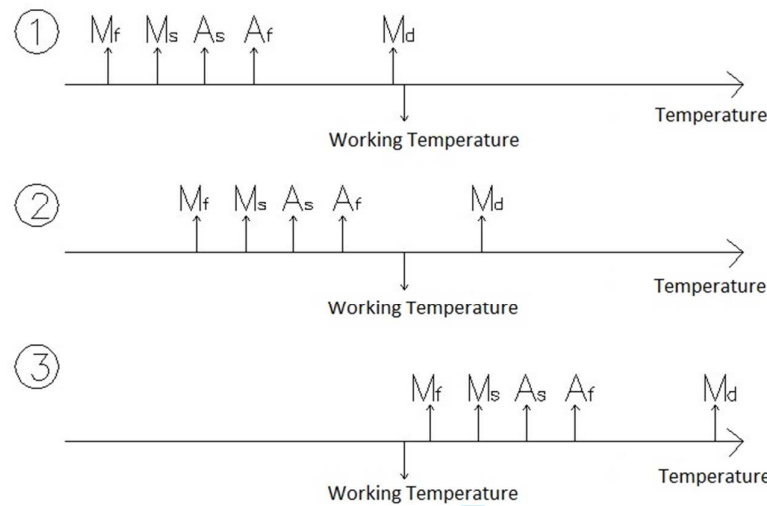 1 Mf Ms As Af Md
Temperature
Working Temperature
2 Mf Ms As Af Md
Temperature
Working Temperature
3 Mf Ms As Af Md
Temperature
Working Temperature